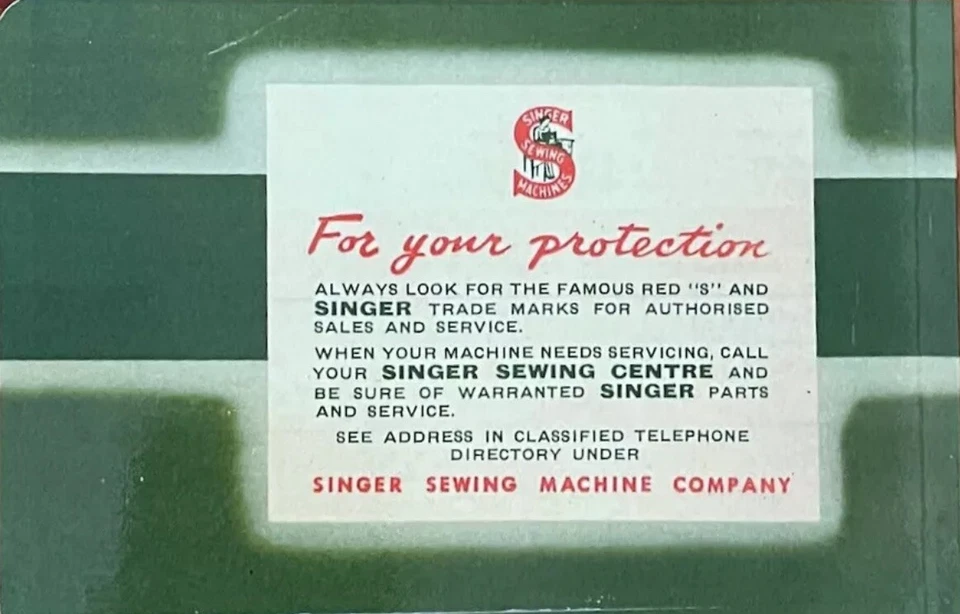 SINGER
SEWING
MACHINES
For your protection
ALWAYS LOOK FOR THE FAMOUS RED "S" AND
SINGER TRADE MARKS FOR AUTHORISED
SALES AND SERVICE.
WHEN YOUR MACHINE NEEDS SERVICING, CALL
YOUR SINGER SEWING CENTRE AND
BE SURE OF WARRANTED SINGER PARTS
AND SERVICE.
SEE ADDRESS IN CLASSIFIED TELEPHONE
DIRECTORY UNDER
SINGER SEWING MACHINE COMPANY